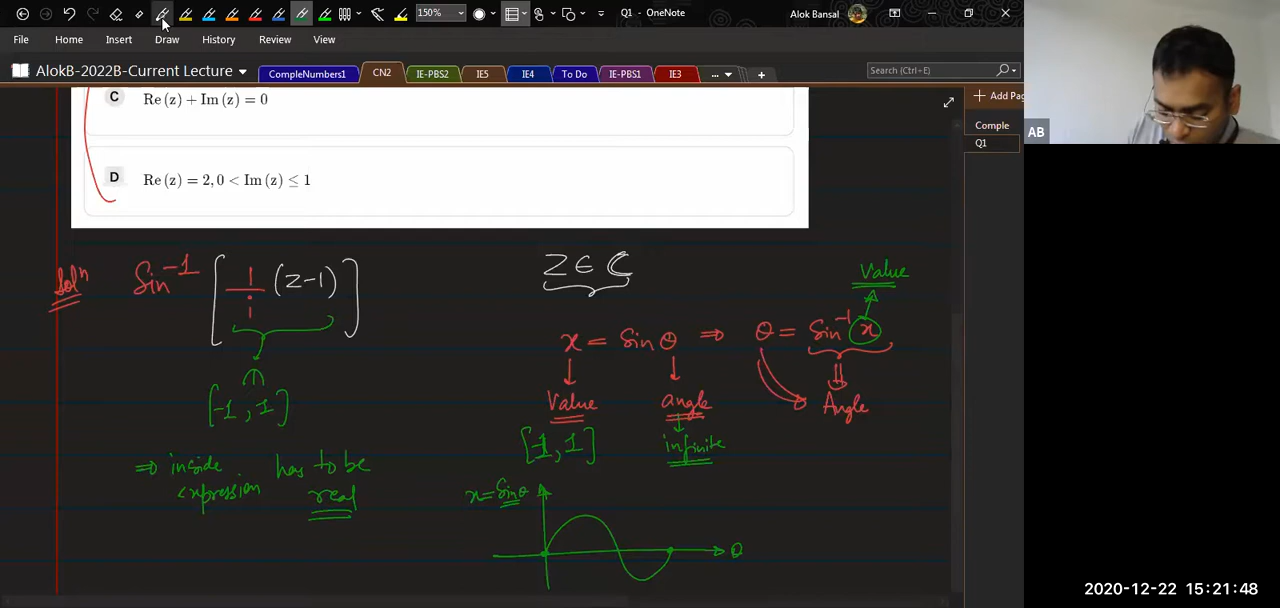 150%
Q1 - OneNote
Alok Bansal
File Home Insert Draw History Review View
AlokB-2022B-Current Lecture
CompleNumbers1 CN2 IE-PBS2 IE5 IE4 To Do IE-PBS1 IE3 ... +
Search (Ctrl+E)
+ Add Pag
Comple
Q1
AB
C Re (z) + Im (z) = 0
D Re (z) = 2, 0 < Im (z) ≤ 1
Solⁿ Sin⁻¹ [ 1/i (z-1) ]
[-1, 1]
⇒ inside expression has to be
real
Z ∈ ℂ
Value
x = Sin θ ⇒ θ = Sin⁻¹ x
Value angle Angle
[-1, 1] infinite
x = Sinθ
θ
2020-12-22 15:21:48